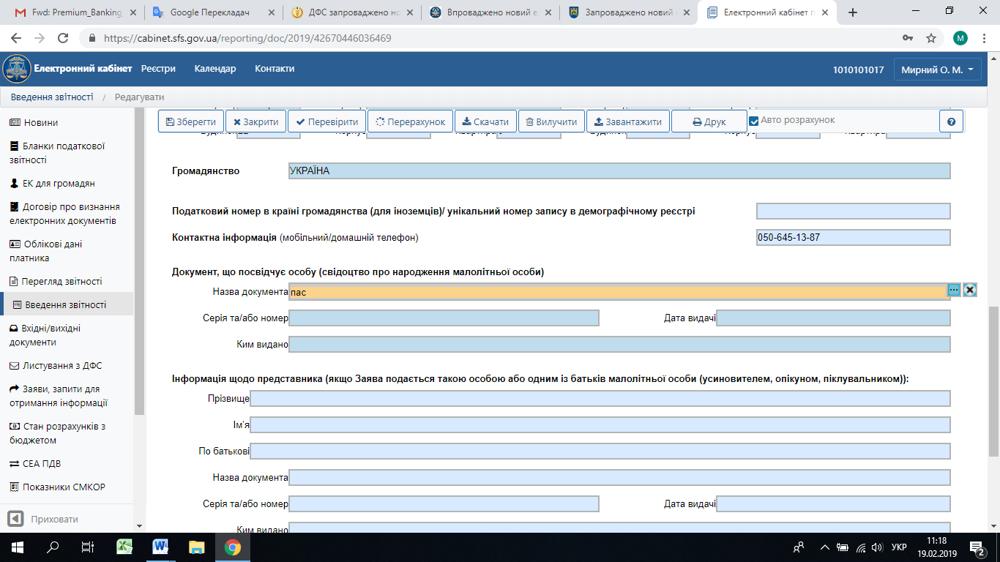 Fwd: Premium_Banking
Google Перекладач
ДФС запроваджено но
Впроваджено новий е
Запроваджено новий
Електронний кабінет п
https://cabinet.sfs.gov.ua/reporting/doc/2019/42670446036469
M
Електронний кабінет Реєстри Календар Контакти 1010101017 Мирний О. М.
Введення звітності / Редагувати
Зберегти Закрити Перевірити Перерахунок Скачати Вилучити Завантажити Друк Авто розрахунок ?
Новини
Бланки податкової
звітності
ЕК для громадян
Договір про визнання
електронних документів
Облікові дані
платника
Перегляд звітності
Введення звітності
Вхідні/вихідні
документи
Листування з ДФС
Заяви, запити для
отримання інформації
Стан розрахунків з
бюджетом
СЕА ПДВ
Показники СМКОР
Приховати
Громадянство УКРАЇНА
Податковий номер в країні громадянства (для іноземців)/ унікальний номер запису в демографічному реєстрі
Контактна інформація (мобільний/домашній телефон) 050-645-13-87
Документ, що посвідчує особу (свідоцтво про народження малолітньої особи)
Назва документа пас
Серія та/або номер Дата видачі
Ким видано
Інформація щодо представника (якщо Заява подається такою особою або одним із батьків малолітньої особи (усиновителем, опікуном, піклувальником)):
Прізвище
Ім'я
По батькові
Назва документа
Серія та/або номер Дата видачі
Ким видано
УКР
11:18
19.02.2019
2